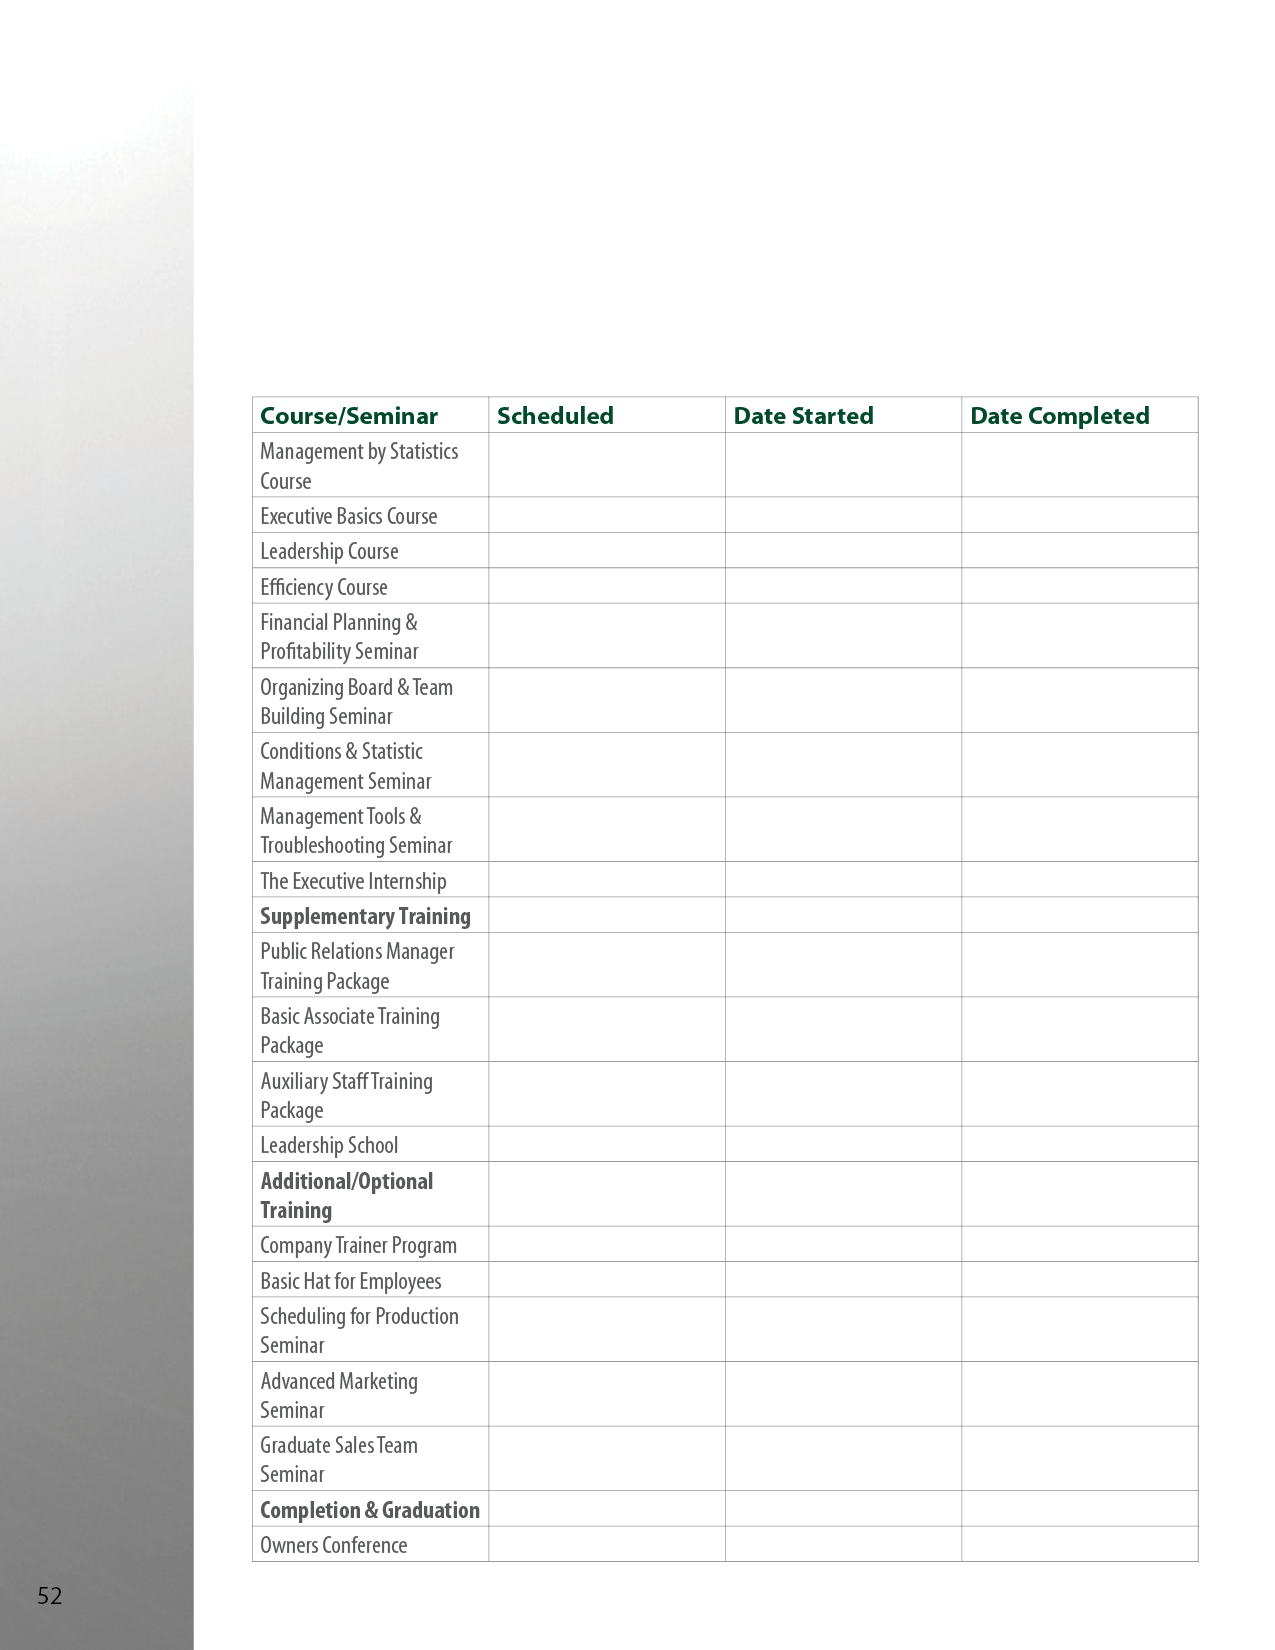 Course/Seminar Scheduled Date Started Date Completed
Management by Statistics
Course
Executive Basics Course
Leadership Course
Efficiency Course
Financial Planning &
Profitability Seminar
Organizing Board & Team
Building Seminar
Conditions & Statistic
Management Seminar
Management Tools &
Troubleshooting Seminar
The Executive Internship
Supplementary Training
Public Relations Manager
Training Package
Basic Associate Training
Package
Auxiliary Staff Training
Package
Leadership School
Additional/Optional
Training
Company Trainer Program
Basic Hat for Employees
Scheduling for Production
Seminar
Advanced Marketing
Seminar
Graduate Sales Team
Seminar
Completion & Graduation
Owners Conference
52